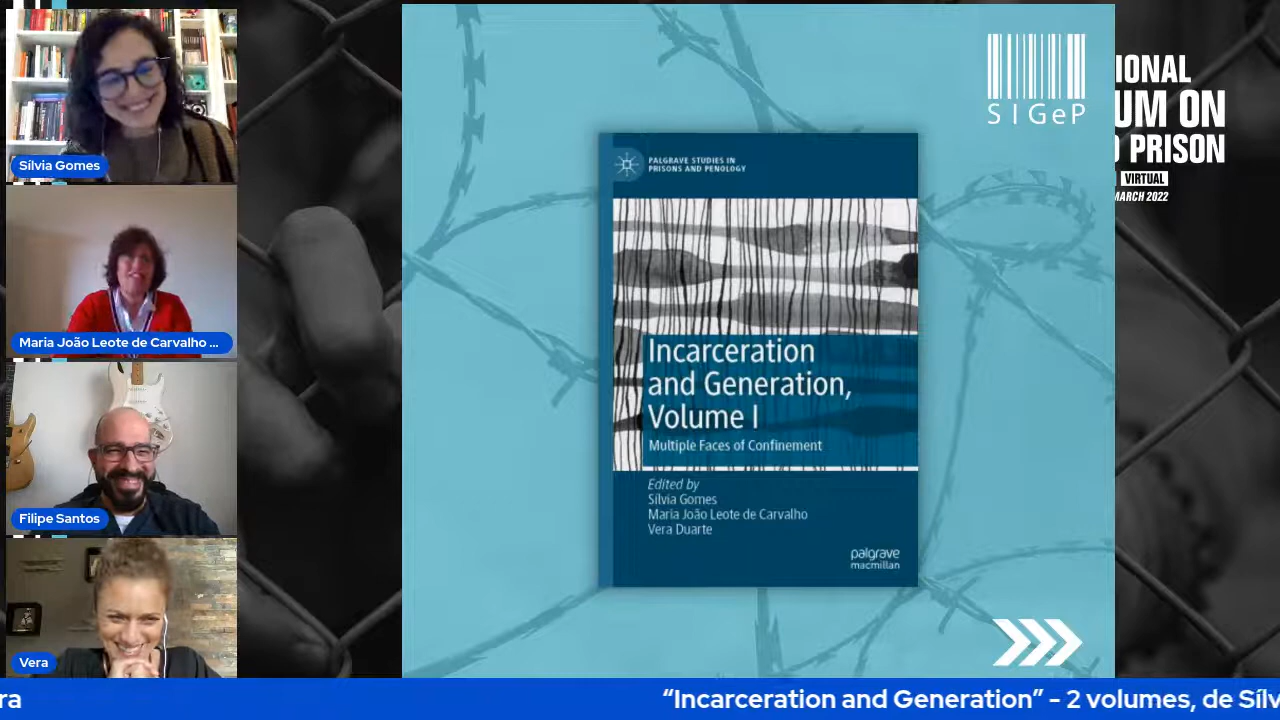 Sílvia Gomes
Maria João Leote de Carvalho ...
Filipe Santos
Vera
SIGeP
PALGRAVE STUDIES IN
PRISONS AND PENOLOGY
Incarceration
and Generation,
Volume I
Multiple Faces of Confinement
Edited by
Sílvia Gomes
Maria João Leote de Carvalho
Vera Duarte
palgrave
macmillan
IONAL
UM ON
PRISON
VIRTUAL
MARCH 2022
ra
“Incarceration and Generation” - 2 volumes, de Sílv